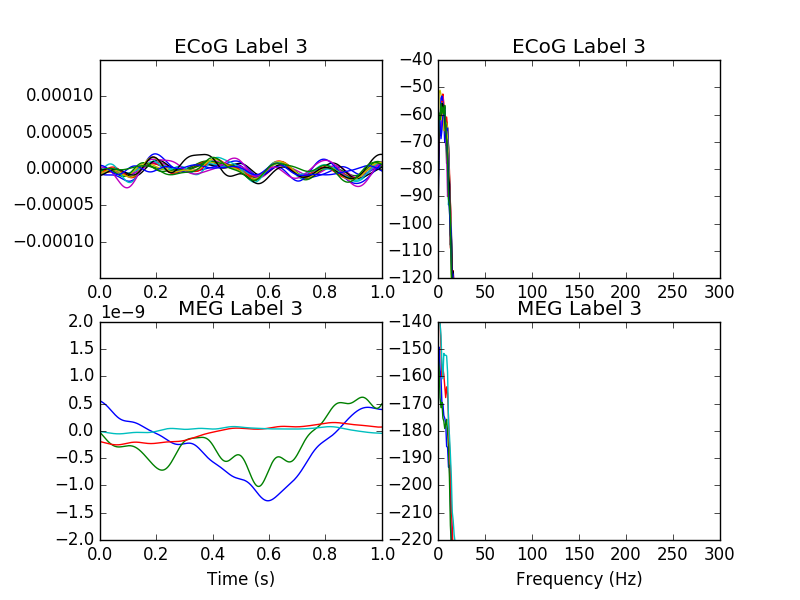 ECoG Label 3
0.00010
0.00005
0.00000
−0.00005
−0.00010
0.0 0.2 0.4 0.6 0.8 1.0
ECoG Label 3
−40
−50
−60
−70
−80
−90
−100
−110
−120
0 50 100 150 200 250 300
1e−9
MEG Label 3
2.0
1.5
1.0
0.5
0.0
−0.5
−1.0
−1.5
−2.0
0.0 0.2 0.4 0.6 0.8 1.0
Time (s)
MEG Label 3
−140
−150
−160
−170
−180
−190
−200
−210
−220
0 50 100 150 200 250 300
Frequency (Hz)